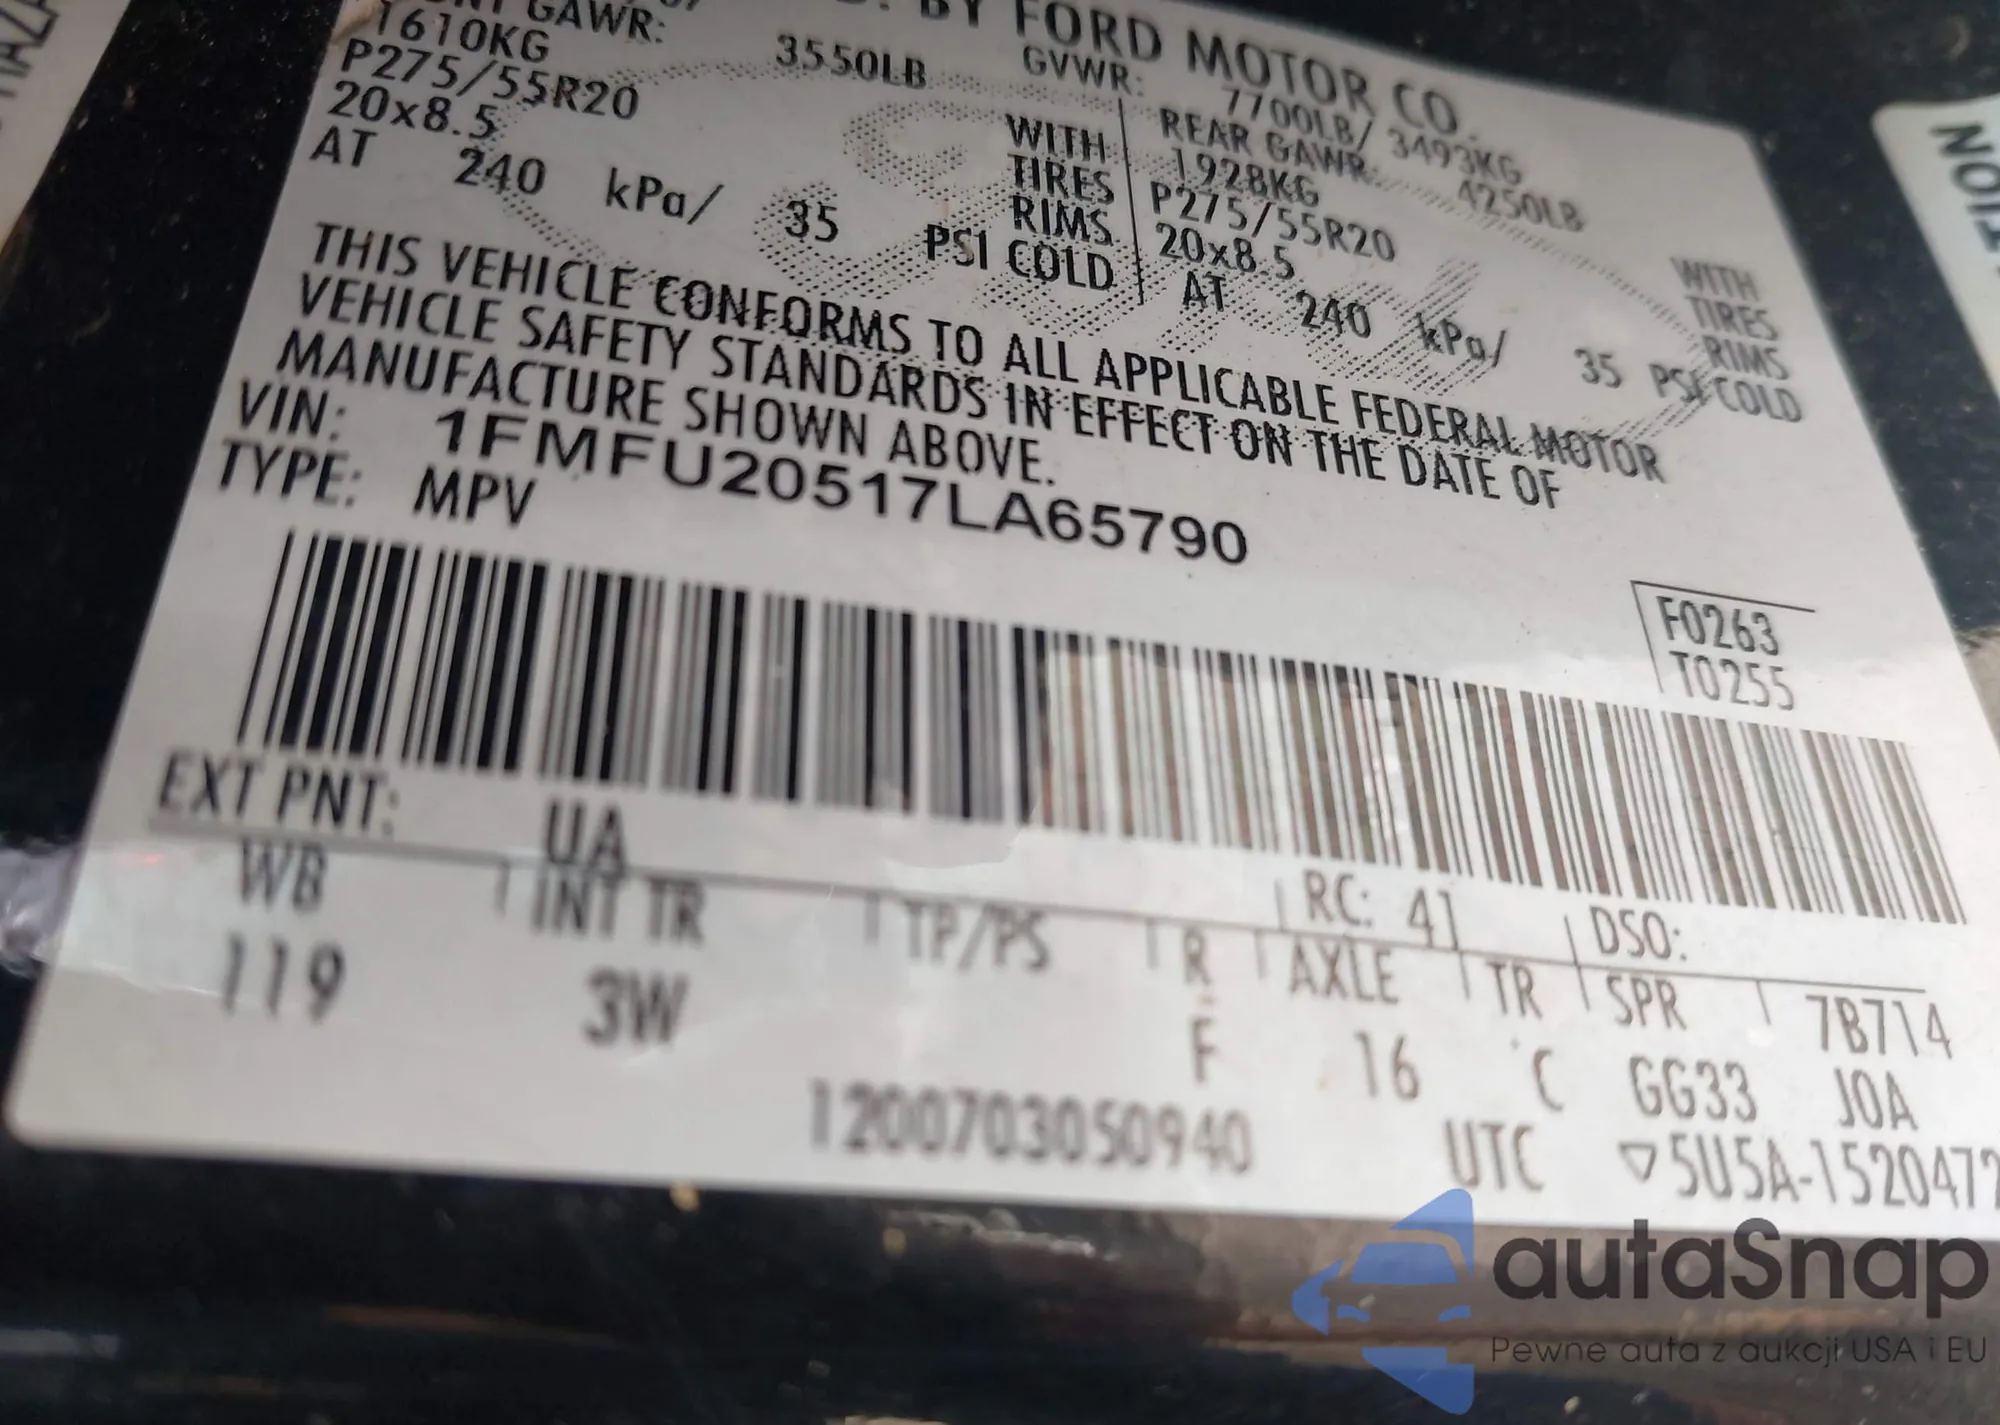 BY FORD MOTOR CO.
GAWR: 3550LB GVWR: 7700LB/ 3493KG
1610KG WITH REAR GAWR: 4250LB
P275/55R20 TIRES 1928KG WITH
20x8.5 RIMS P275/55R20 TIRES
AT 240 kPa/ 35 PSI COLD 20x8.5 RIMS
AT 240 kPa/ 35 PSI COLD
THIS VEHICLE CONFORMS TO ALL APPLICABLE FEDERAL MOTOR
VEHICLE SAFETY STANDARDS IN EFFECT ON THE DATE OF
MANUFACTURE SHOWN ABOVE.
VIN: 1FMFU20517LA65790
TYPE: MPV
F0263
T0255
EXT PNT: UA RC: 41 DSO:
WB INT TR TP/PS R AXLE TR SPR 7B714
119 3W F 16 C GG33 J0A
1200703050940 UTC ▽5U5A-1520472
autaSnap
Pewne auta z aukcji USA i EU